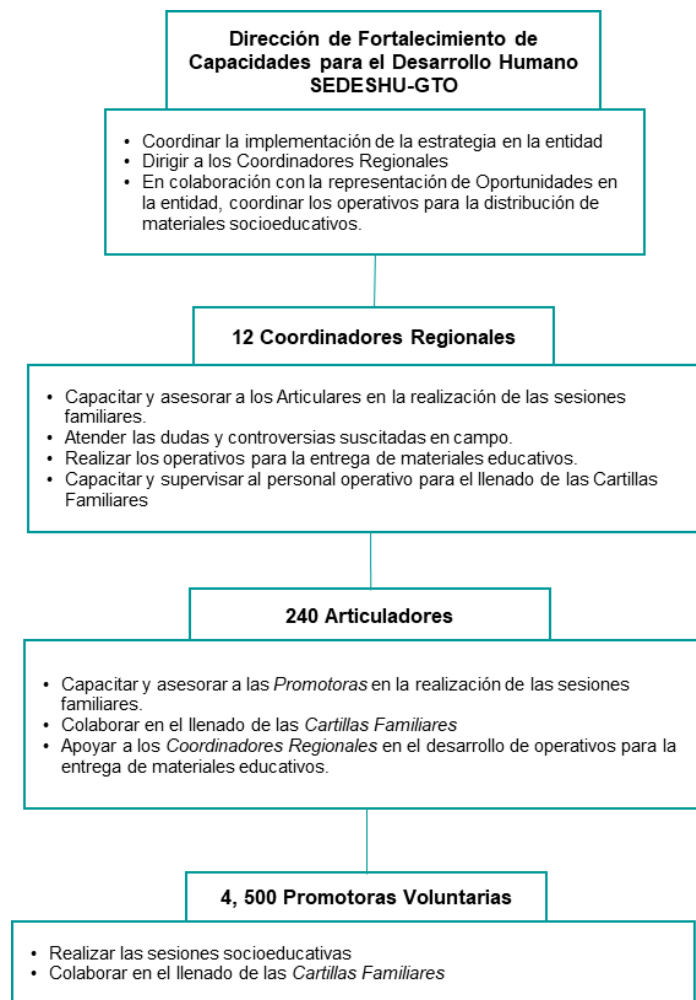 Dirección de Fortalecimiento de
Capacidades para el Desarrollo Humano
SEDESHU-GTO
• Coordinar la implementación de la estrategia en la entidad
• Dirigir a los Coordinadores Regionales
• En colaboración con la representación de Oportunidades en
la entidad, coordinar los operativos para la distribución de
materiales socioeducativos.
12 Coordinadores Regionales
• Capacitar y asesorar a los Articulares en la realización de las sesiones
familiares.
• Atender las dudas y controversias suscitadas en campo.
• Realizar los operativos para la entrega de materiales educativos.
• Capacitar y supervisar al personal operativo para el llenado de las Cartillas
Familiares
240 Articuladores
• Capacitar y asesorar a las Promotoras en la realización de las sesiones
familiares.
• Colaborar en el llenado de las Cartillas Familiares
• Apoyar a los Coordinadores Regionales en el desarrollo de operativos para la
entrega de materiales educativos.
4, 500 Promotoras Voluntarias
• Realizar las sesiones socioeducativas
• Colaborar en el llenado de las Cartillas Familiares